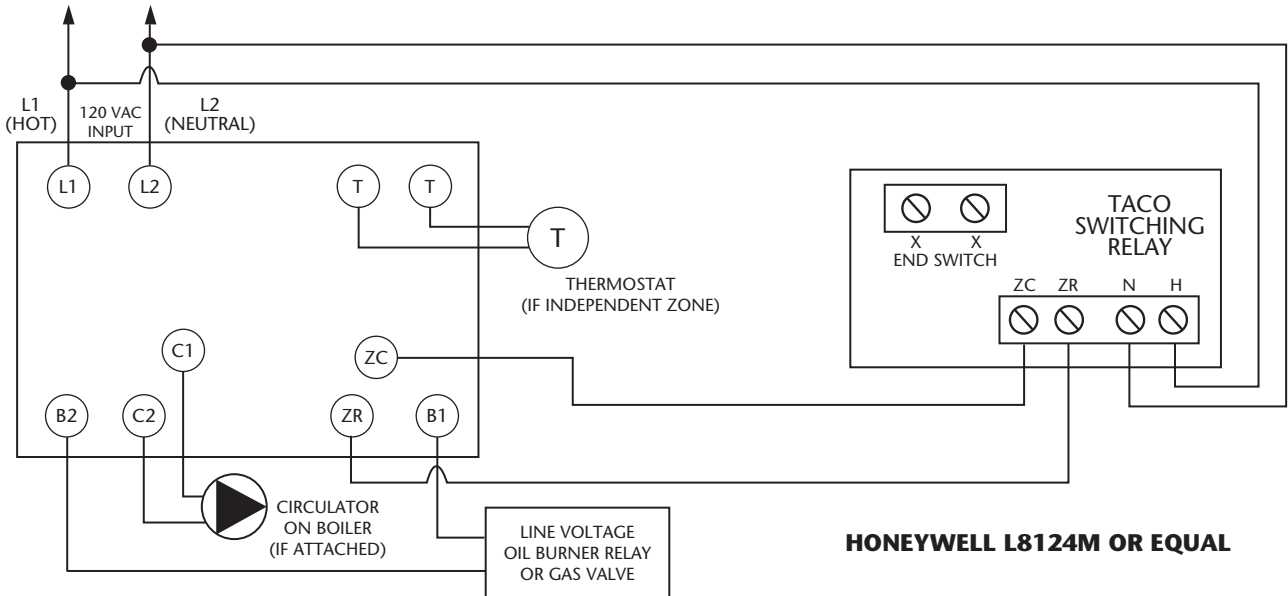 L1
(HOT)
120 VAC
INPUT
L2
(NEUTRAL)
L1
L2
T
T
T
THERMOSTAT
(IF INDEPENDENT ZONE)
C1
ZC
B2
C2
ZR
B1
CIRCULATOR
ON BOILER
(IF ATTACHED)
LINE VOLTAGE
OIL BURNER RELAY
OR GAS VALVE
X X
END SWITCH
TACO
SWITCHING
RELAY
ZC ZR N H
HONEYWELL L8124M OR EQUAL